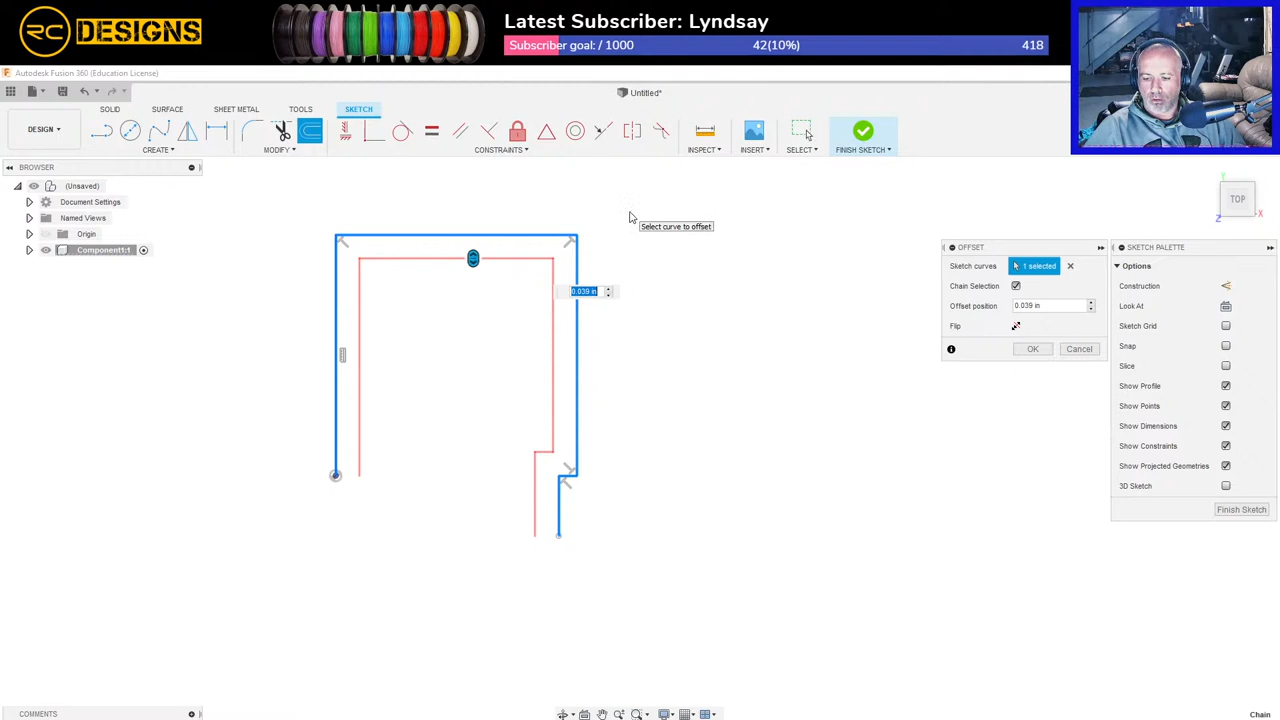 RC DESIGNS
Latest Subscriber: Lyndsay
Subscriber goal: / 1000 42(10%) 418
Autodesk Fusion 360 (Education License)
Untitled*
SOLID SURFACE SHEET METAL TOOLS SKETCH
DESIGN
CREATE MODIFY CONSTRAINTS INSPECT INSERT SELECT FINISH SKETCH
BROWSER
(Unsaved)
Document Settings
Named Views
Origin
Component1:1
Select curve to offset
0.039 in
Y
TOP
X
Z
OFFSET
Sketch curves 1 selected
Chain Selection
Offset position 0.039 in
Flip
OK Cancel
SKETCH PALETTE
Options
Construction
Look At
Sketch Grid
Snap
Slice
Show Profile
Show Points
Show Dimensions
Show Constraints
Show Projected Geometries
3D Sketch
Finish Sketch
COMMENTS
Chain